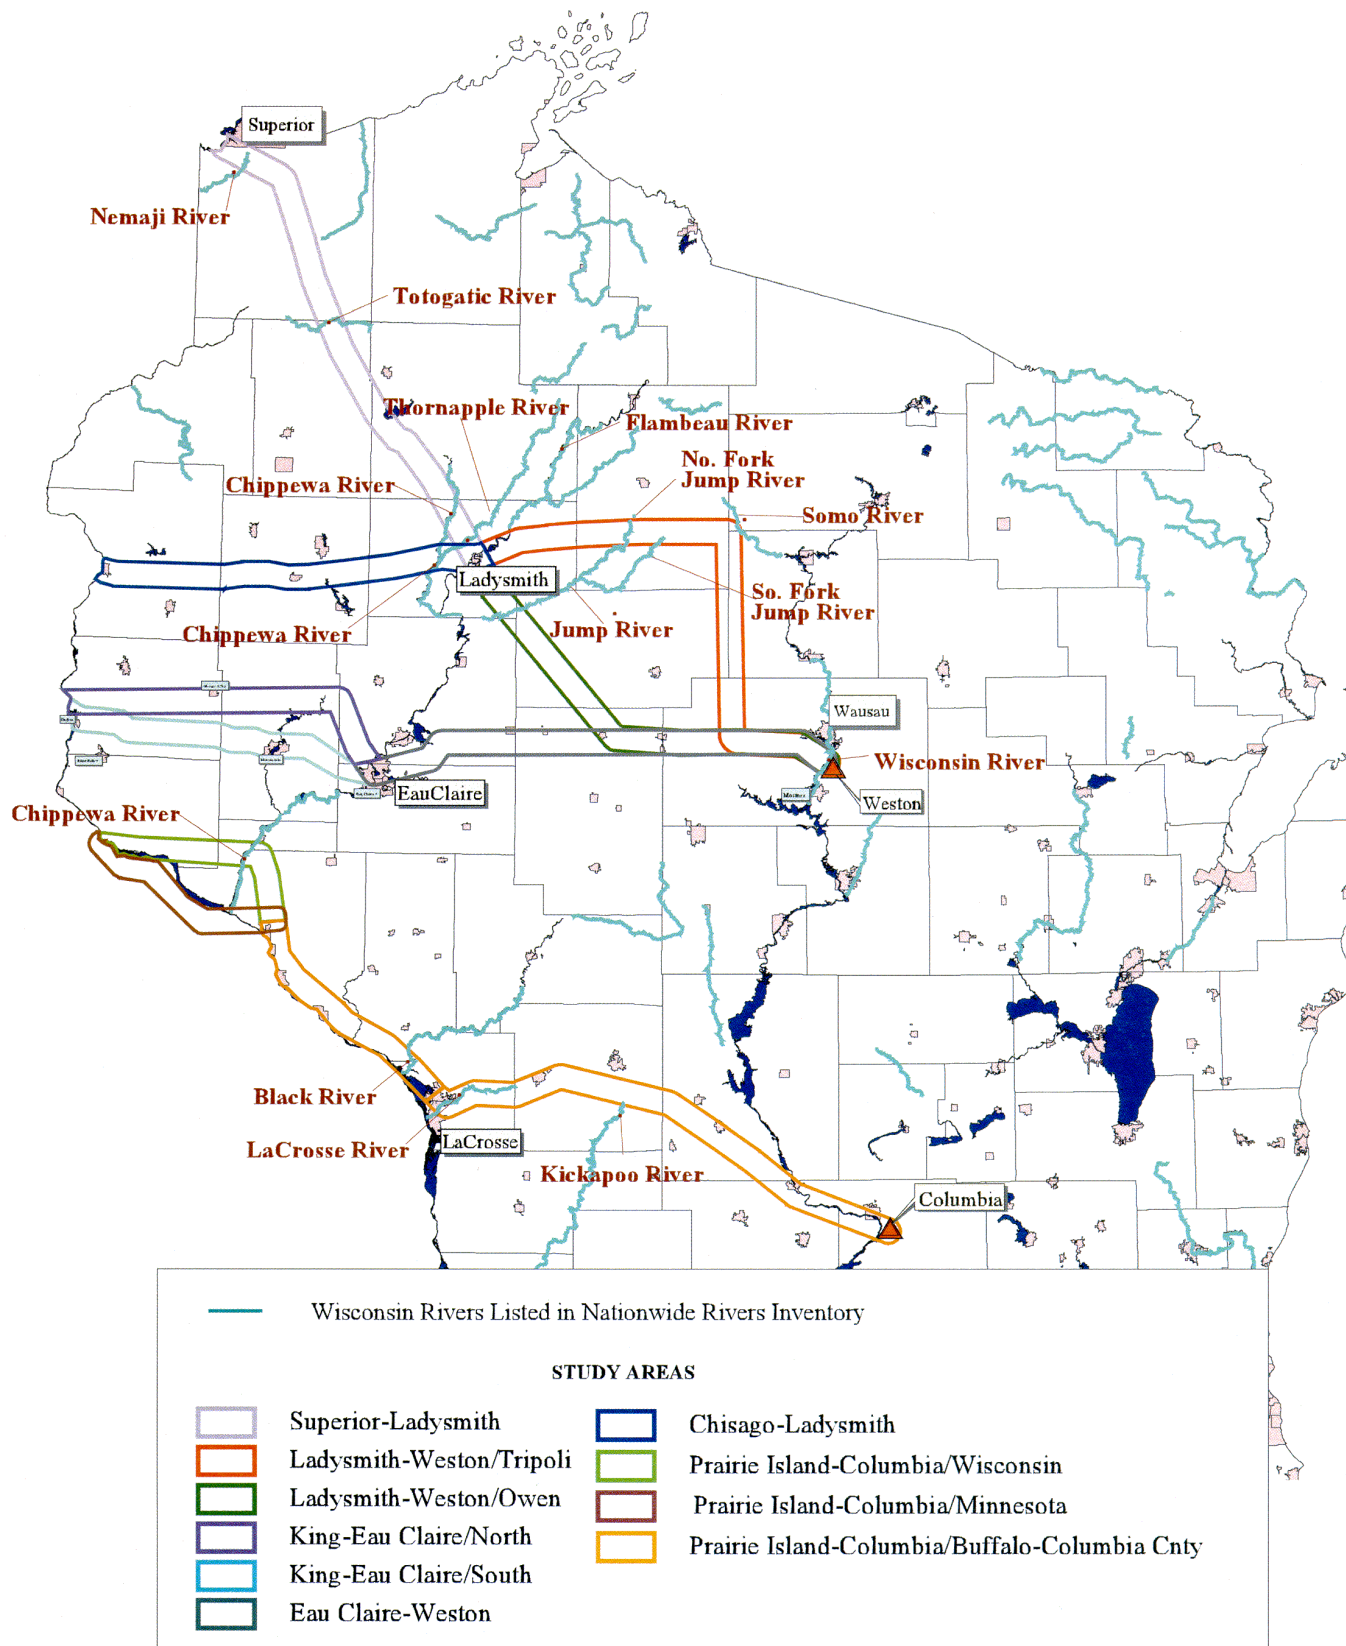 Superior
Nemaji River
Totogatic River
Thornapple River
Flambeau River
No. Fork
Jump River
Chippewa River
Somo River
Ladysmith
So. Fork
Jump River
Chippewa River
Jump River
Wausau
Wisconsin River
EauClaire
Weston
Chippewa River
Black River
LaCrosse River
LaCrosse
Kickapoo River
Columbia
Wisconsin Rivers Listed in Nationwide Rivers Inventory
STUDY AREAS
Superior-Ladysmith
Ladysmith-Weston/Tripoli
Ladysmith-Weston/Owen
King-Eau Claire/North
King-Eau Claire/South
Eau Claire-Weston
Chisago-Ladysmith
Prairie Island-Columbia/Wisconsin
Prairie Island-Columbia/Minnesota
Prairie Island-Columbia/Buffalo-Columbia Cnty